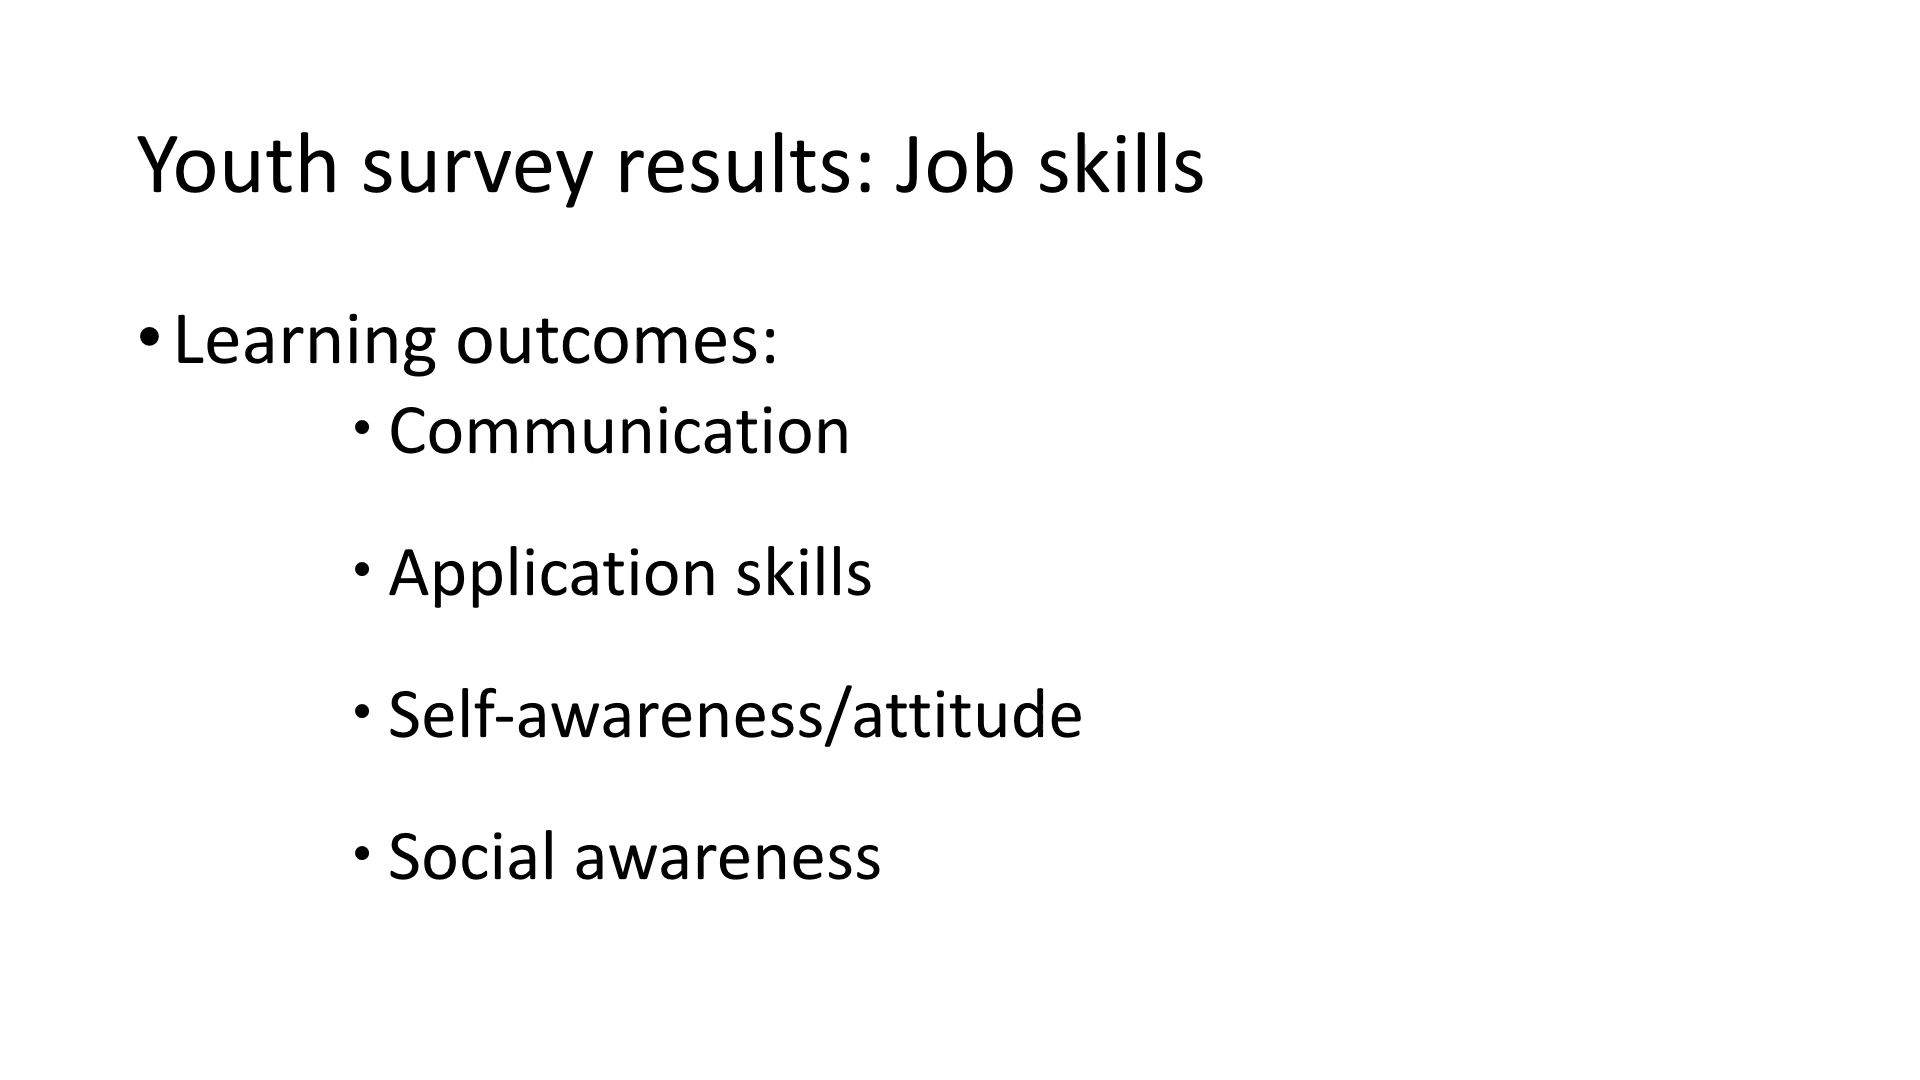 Youth survey results: Job skills
• Learning outcomes:
• Communication
• Application skills
• Self-awareness/attitude
• Social awareness